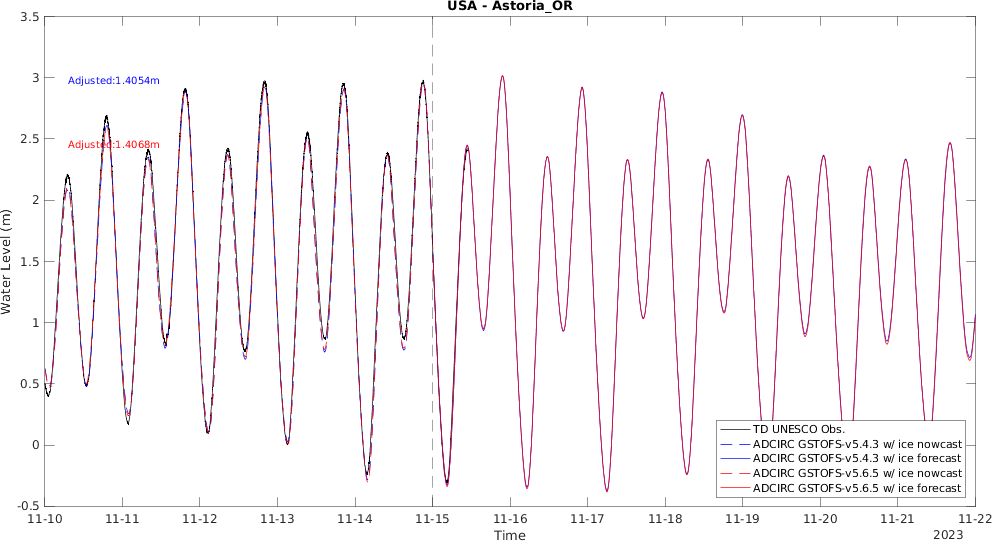 USA - Astoria_OR
3.5
3
2.5
2
1.5
1
0.5
0
-0.5
Water Level (m)
Adjusted:1.4054m
Adjusted:1.4068m
TD UNESCO Obs.
ADCIRC GSTOFS-v5.4.3 w/ ice nowcast
ADCIRC GSTOFS-v5.4.3 w/ ice forecast
ADCIRC GSTOFS-v5.6.5 w/ ice nowcast
ADCIRC GSTOFS-v5.6.5 w/ ice forecast
11-10 11-11 11-12 11-13 11-14 11-15 11-16 11-17 11-18 11-19 11-20 11-21 11-22
Time
2023